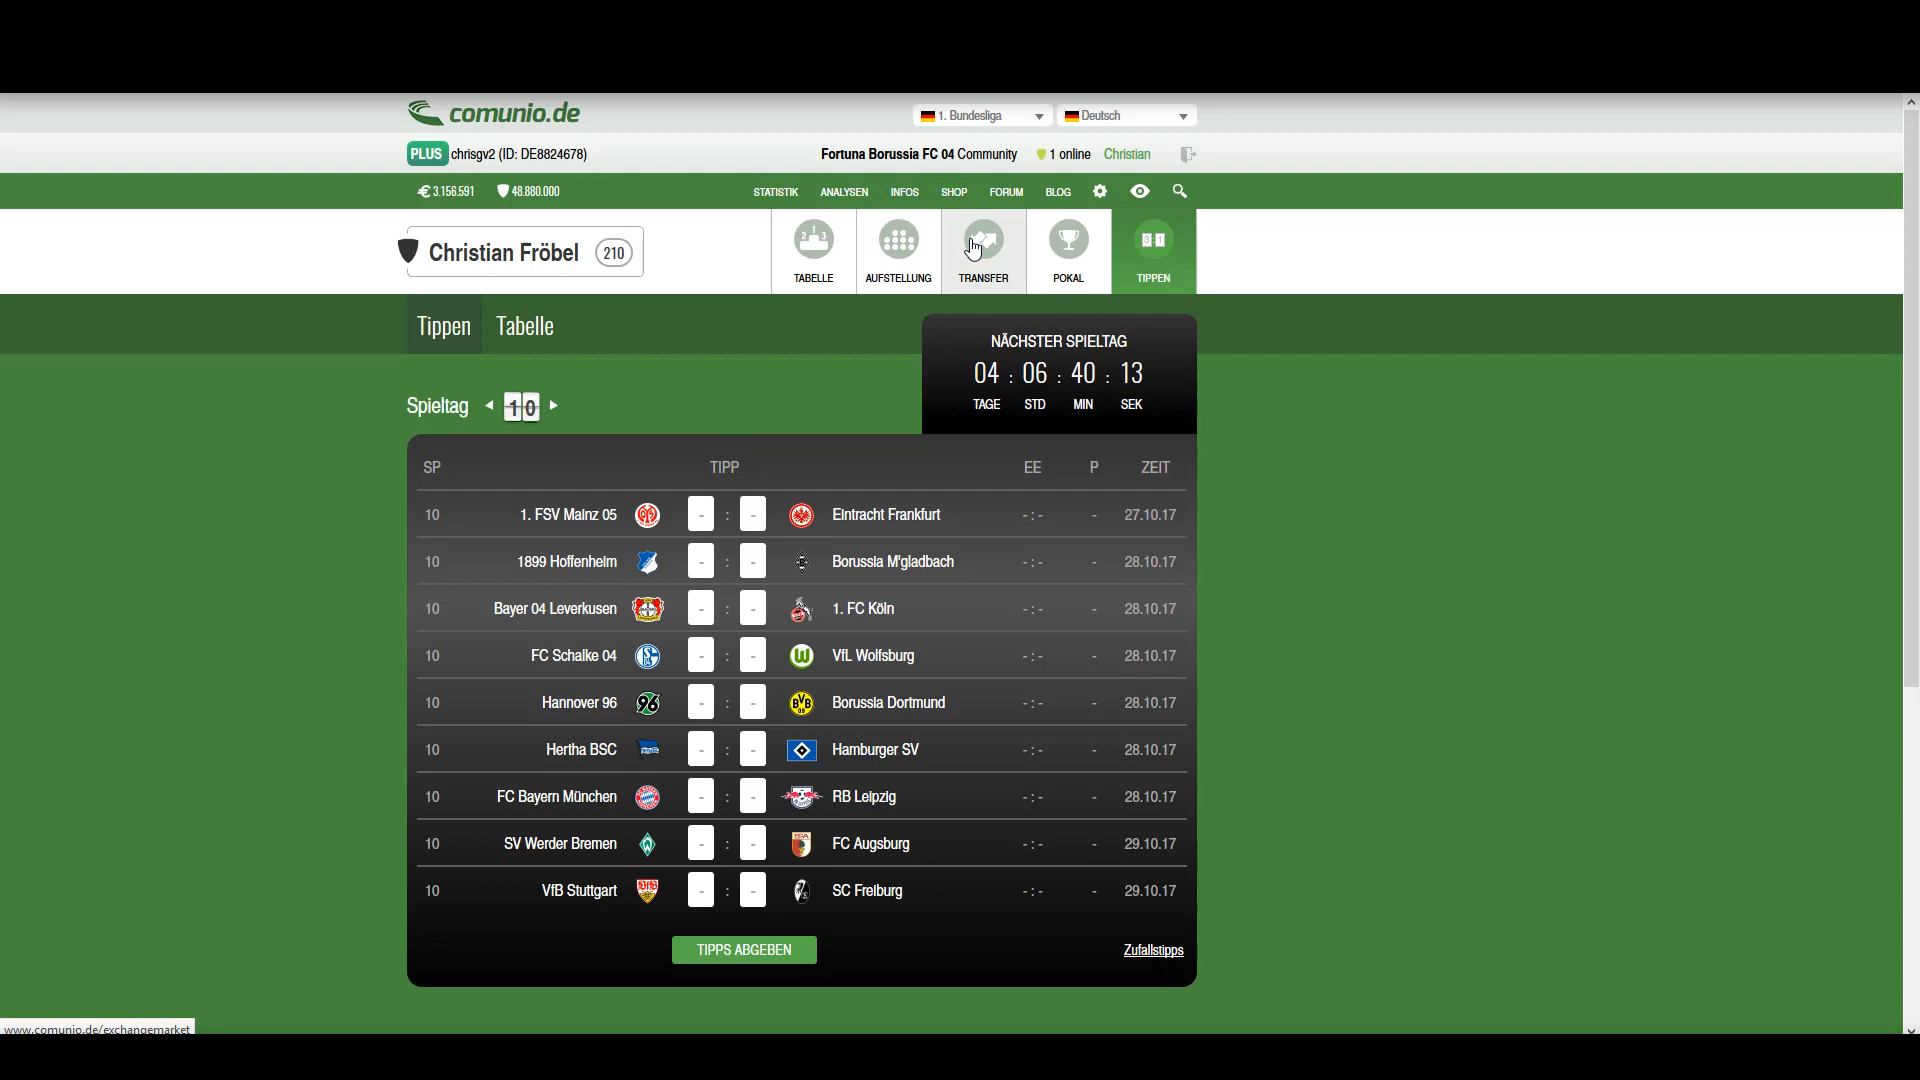 comunio.de
1. Bundesliga
Deutsch
PLUS chrisgv2 (ID: DE8824678)
Fortuna Borussia FC 04 Community
1 online
Christian
3.156.591
48.880.000
STATISTIK
ANALYSEN
INFOS
SHOP
FORUM
BLOG
Christian Fröbel 210
2 1 3
3 1
TABELLE
AUFSTELLUNG
TRANSFER
POKAL
TIPPEN
Tippen
Tabelle
NÄCHSTER SPIELTAG
04 : 06 : 40 : 13
TAGE STD MIN SEK
Spieltag 10
SP TIPP EE P ZEIT
10 1. FSV Mainz 05 - : - Eintracht Frankfurt - : - - 27.10.17
10 1899 Hoffenheim - : - Borussia M'gladbach - : - - 28.10.17
10 Bayer 04 Leverkusen - : - 1. FC Köln - : - - 28.10.17
10 FC Schalke 04 - : - VfL Wolfsburg - : - - 28.10.17
10 Hannover 96 - : - Borussia Dortmund - : - - 28.10.17
10 Hertha BSC - : - Hamburger SV - : - - 28.10.17
10 FC Bayern München - : - RB Leipzig - : - - 28.10.17
10 SV Werder Bremen - : - FC Augsburg - : - - 29.10.17
10 VfB Stuttgart - : - SC Freiburg - : - - 29.10.17
TIPPS ABGEBEN
Zufallstipps
www.comunio.de/exchangemarket